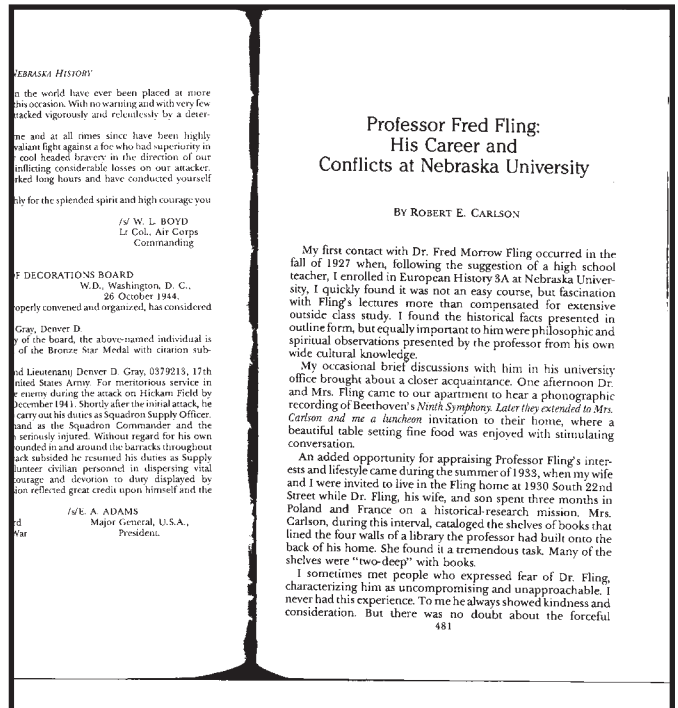 NEBRASKA HISTORY
n the world have ever been placed at more
this occasion. With no warning and with very few
ttacked vigorously and relentlessly by a deter-
me and at all times since have been highly
valiant fight against a foe who had superiority in
cool headed bravery in the direction of our
inflicting considerable losses on our attacker.
rked long hours and have conducted yourself
hly for the splended spirit and high courage you
/s/ W. L. BOYD
Lt Col., Air Corps
Commanding
F DECORATIONS BOARD
W.D., Washington, D. C.,
26 October 1944.
operly convened and organized, has considered
Gray, Denver D.
y of the board, the above-named individual is
of the Bronze Star Medal with citation sub-
nd Lieutenant) Denver D. Gray, 0379213, 17th
nited States Army. For meritorious service in
e enemy during the attack on Hickam Field by
December 1941. Shortly after the initial attack, he
carry out his duties as Squadron Supply Officer.
and as the Squadron Commander and the
n seriously injured. Without regard for his own
ounded in and around the barracks throughout
ack subsided he resumed his duties as Supply
lunteer civilian personnel in dispersing vital
ourage and devotion to duty displayed by
ion reflected great credit upon himself and the
/s/E. A. ADAMS
rd Major General, U.S.A.,
War President.
Professor Fred Fling:
His Career and
Conflicts at Nebraska University
BY ROBERT E. CARLSON
My first contact with Dr. Fred Morrow Fling occurred in the
fall of 1927 when, following the suggestion of a high school
teacher, I enrolled in European History 3A at Nebraska Univer-
sity, I quickly found it was not an easy course, but fascination
with Fling's lectures more than compensated for extensive
outside class study. I found the historical facts presented in
outline form, but equally important to him were philosophic and
spiritual observations presented by the professor from his own
wide cultural knowledge.
My occasional brief discussions with him in his university
office brought about a closer acquaintance. One afternoon Dr.
and Mrs. Fling came to our apartment to hear a phonographic
recording of Beethoven's Ninth Symphony. Later they extended to Mrs.
Carlson and me a luncheon invitation to their home, where a
beautiful table setting fine food was enjoyed with stimulating
conversation.
An added opportunity for appraising Professor Fling's inter-
ests and lifestyle came during the summer of 1933, when my wife
and I were invited to live in the Fling home at 1930 South 22nd
Street while Dr. Fling, his wife, and son spent three months in
Poland and France on a historical-research mission. Mrs.
Carlson, during this interval, cataloged the shelves of books that
lined the four walls of a library the professor had built onto the
back of his home. She found it a tremendous task. Many of the
shelves were "two-deep" with books.
I sometimes met people who expressed fear of Dr. Fling,
characterizing him as uncompromising and unapproachable. I
never had this experience. To me he always showed kindness and
consideration. But there was no doubt about the forceful
481